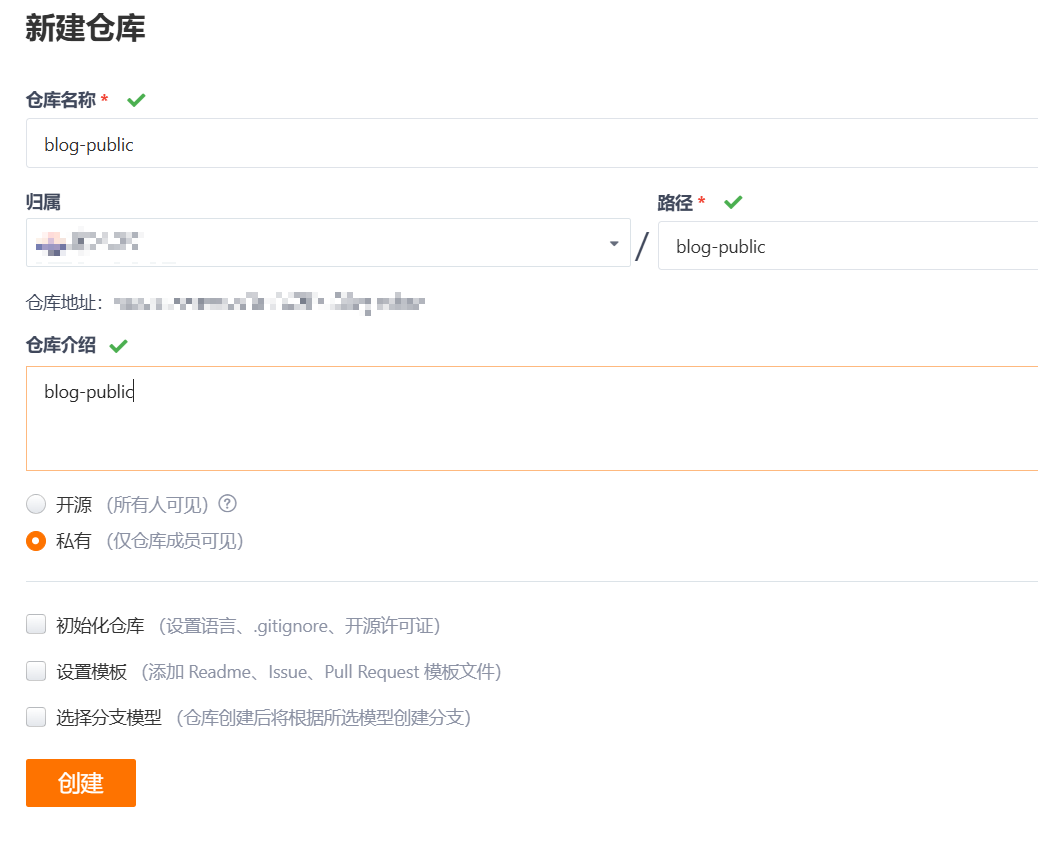 新建仓库
仓库名称 *
blog-public
归属
路径 *
/
blog-public
仓库地址:
仓库介绍
blog-public
开源 (所有人可见) ?
私有 (仅仓库成员可见)
初始化仓库 (设置语言、.gitignore、开源许可证)
设置模板 (添加 Readme、Issue、Pull Request 模板文件)
选择分支模型 (仓库创建后将根据所选模型创建分支)
创建